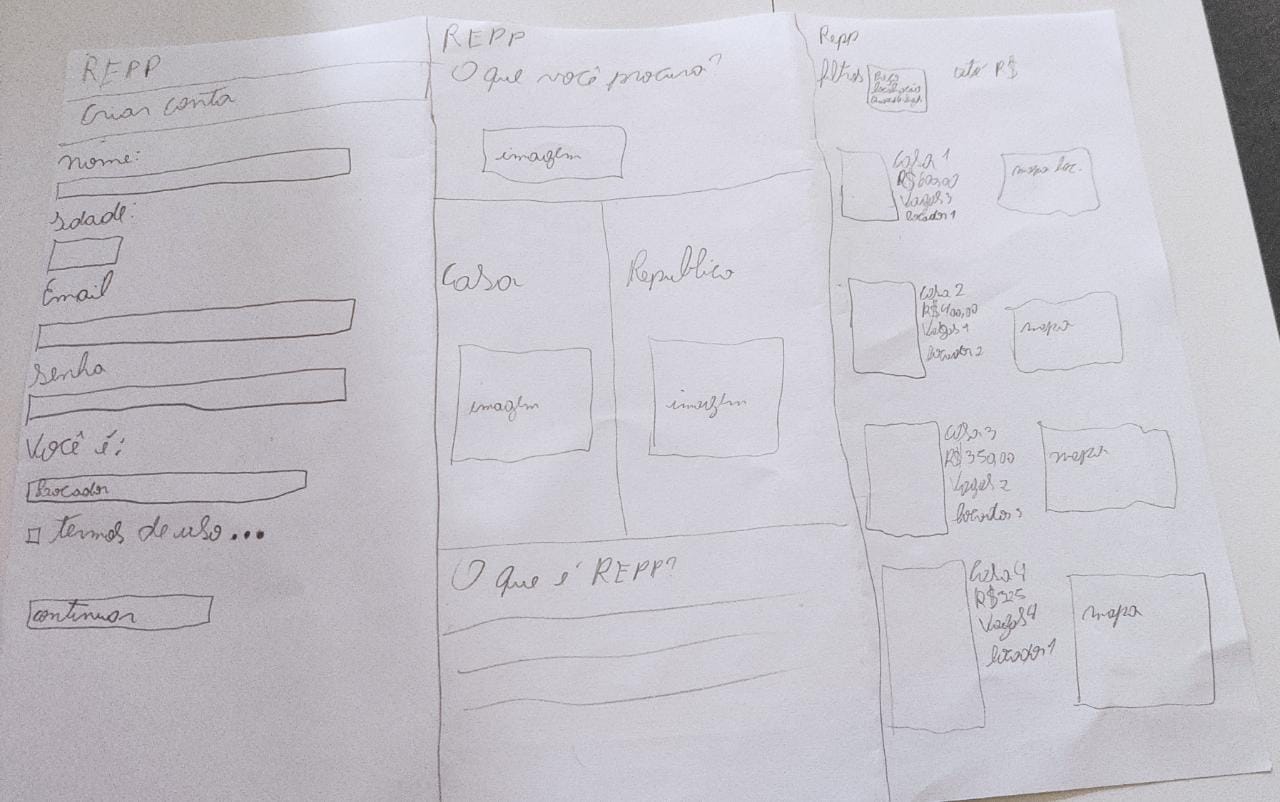 REPP
Criar conta
Nome:
Idade:
Email
Senha
Você é:
Locador
termos de uso...
continuar
REPP
O que você procura?
imagem
Casa
Republica
imagem
imagem
O que é REPP?
Repp
filtros
até R$
Casa 1
R$600,00
Vagas 3
locador 1
mapa loc.
Casa 2
R$400,00
Vagas 1
locador 2
mapa
Casa 3
R$350,00
Vagas 2
mapa
Casa 4
R$325
Vagas 4
locador 1
mapa